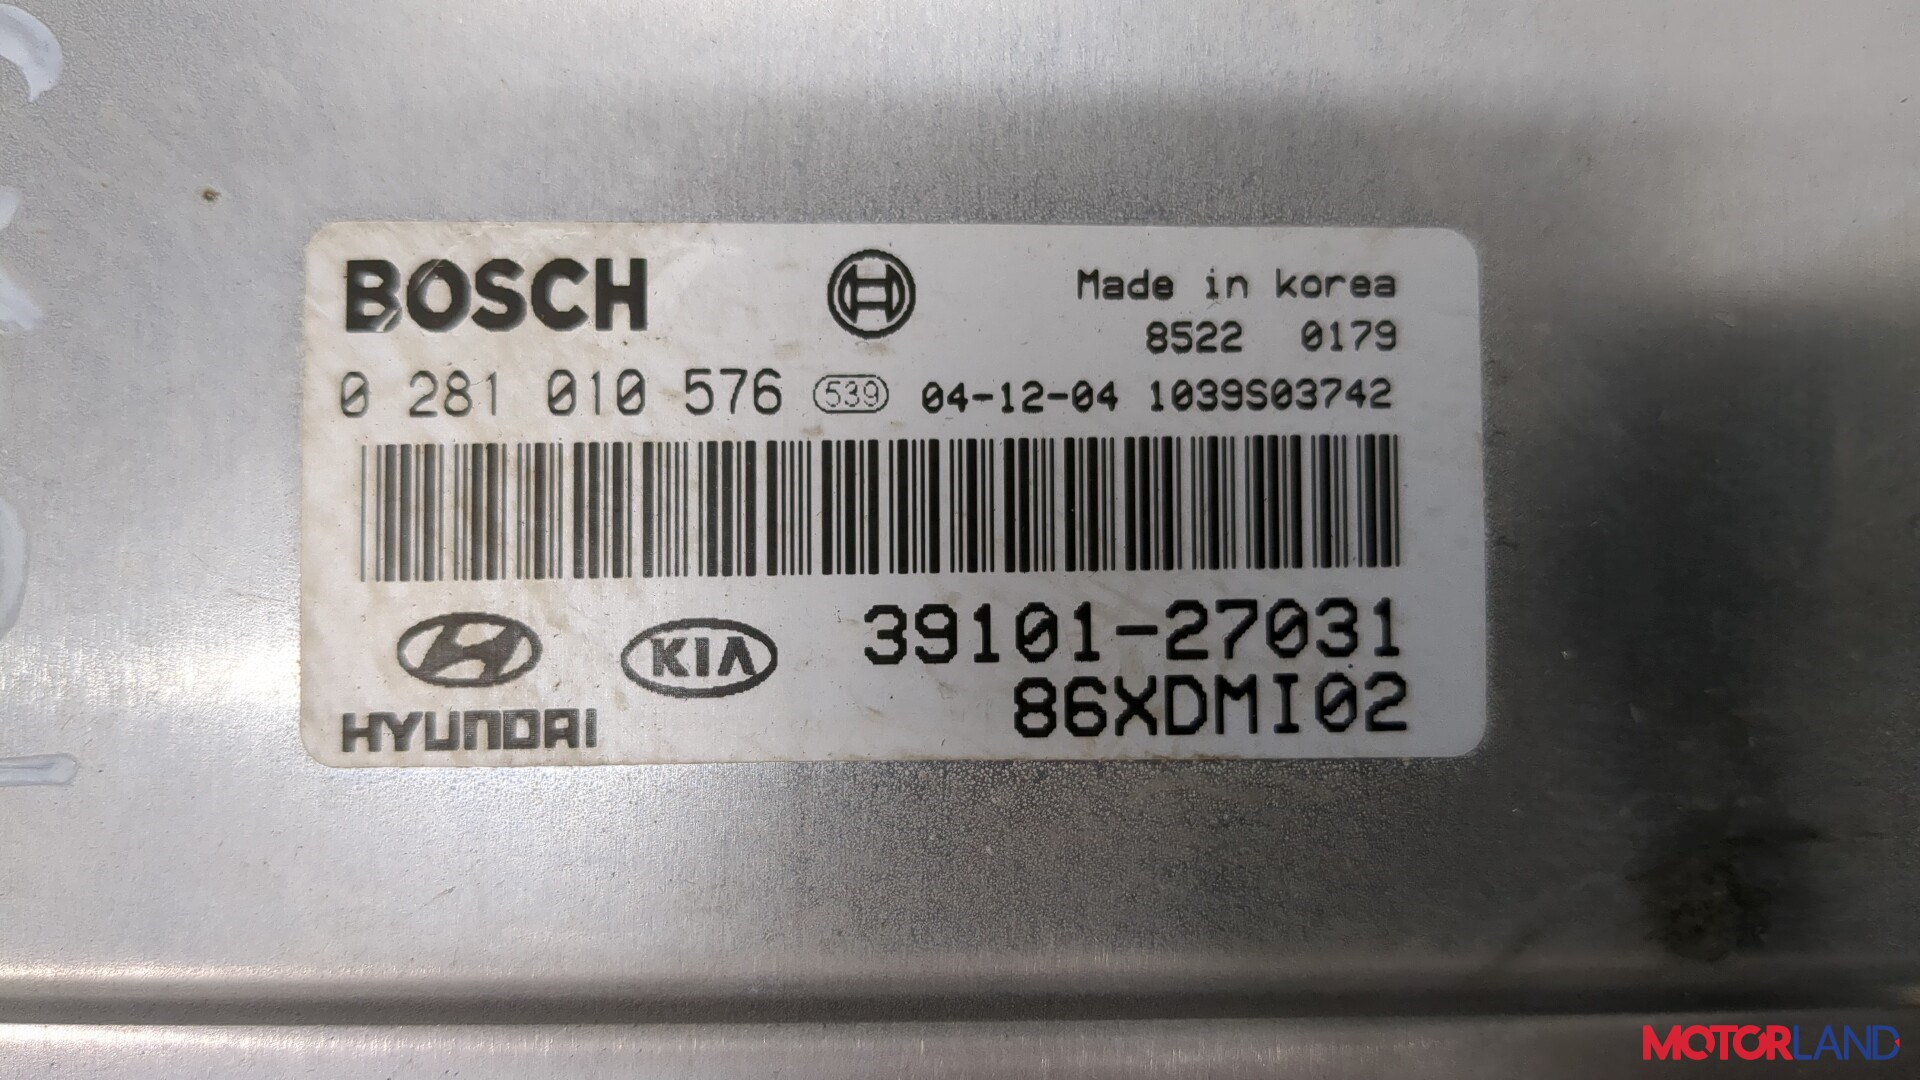 BOSCH
Made in korea
8522 0179
0 281 010 576 539 04-12-04 1039S03742
KIA
39101-27031
HYUNDAI
86XDMI02
MOTORLAND